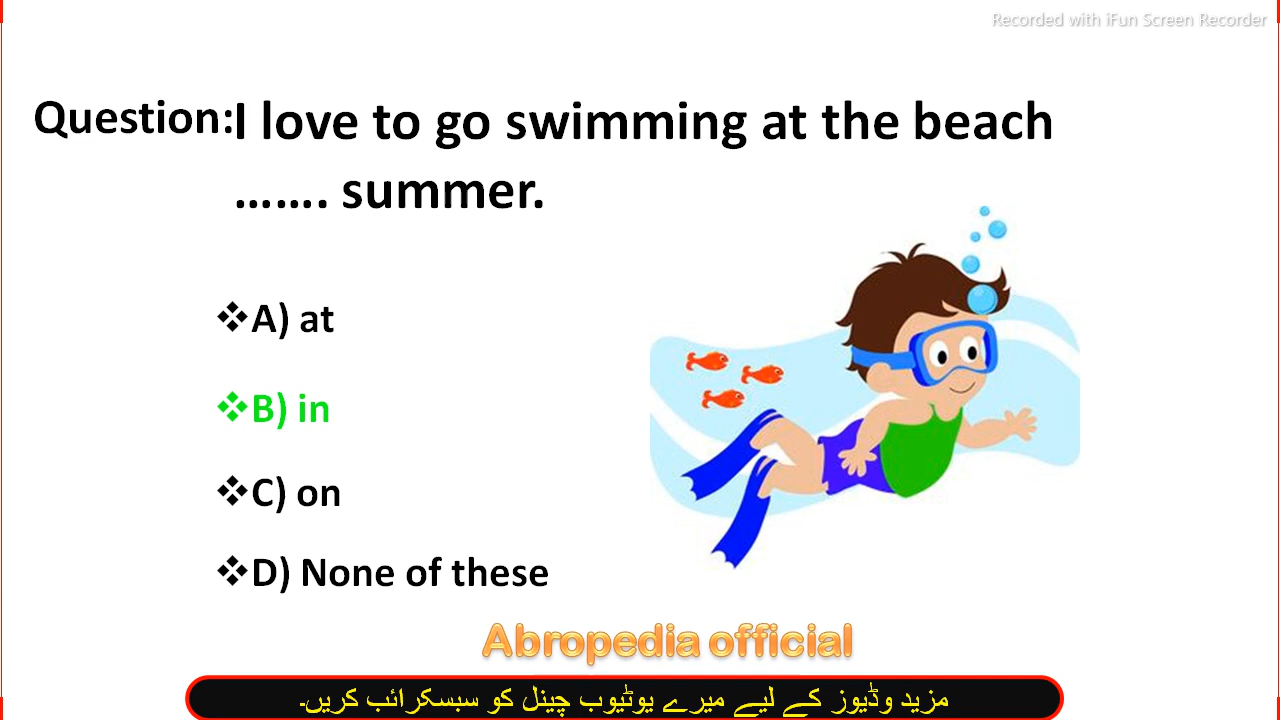 Recorded with iFun Screen Recorder
Question:I love to go swimming at the beach
....... summer.
❖A) at
❖B) in
❖C) on
❖D) None of these
Abropedia official
مزید وڈیوز کے لیے میرے یوٹیوب چینل کو سبسکرائب کریں۔